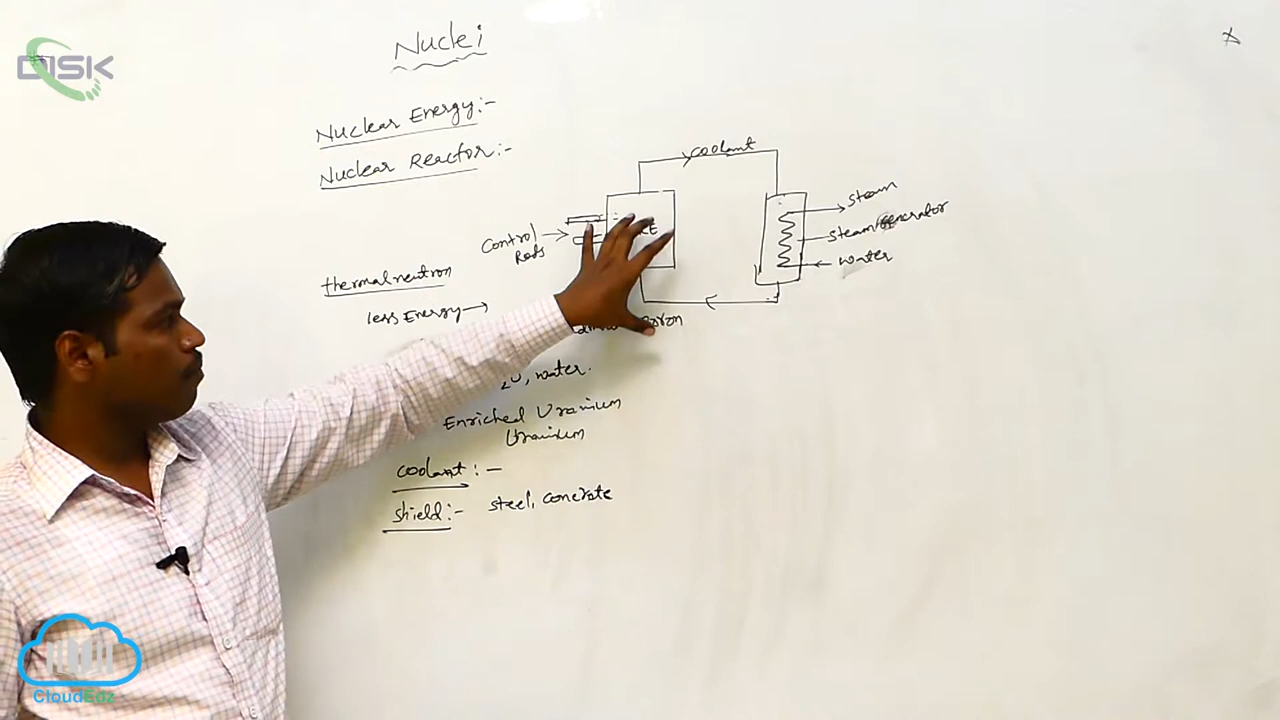 DISK
Nuclei
Nuclear Energy:-
Nuclear Reactor:-
coolant
steam
steam generator
water
Control
Rods
thermal neutron
less Energy
water.
Enriched Uranium
Uranium
coolant:-
shield:- steel, concrete
CloudEdz